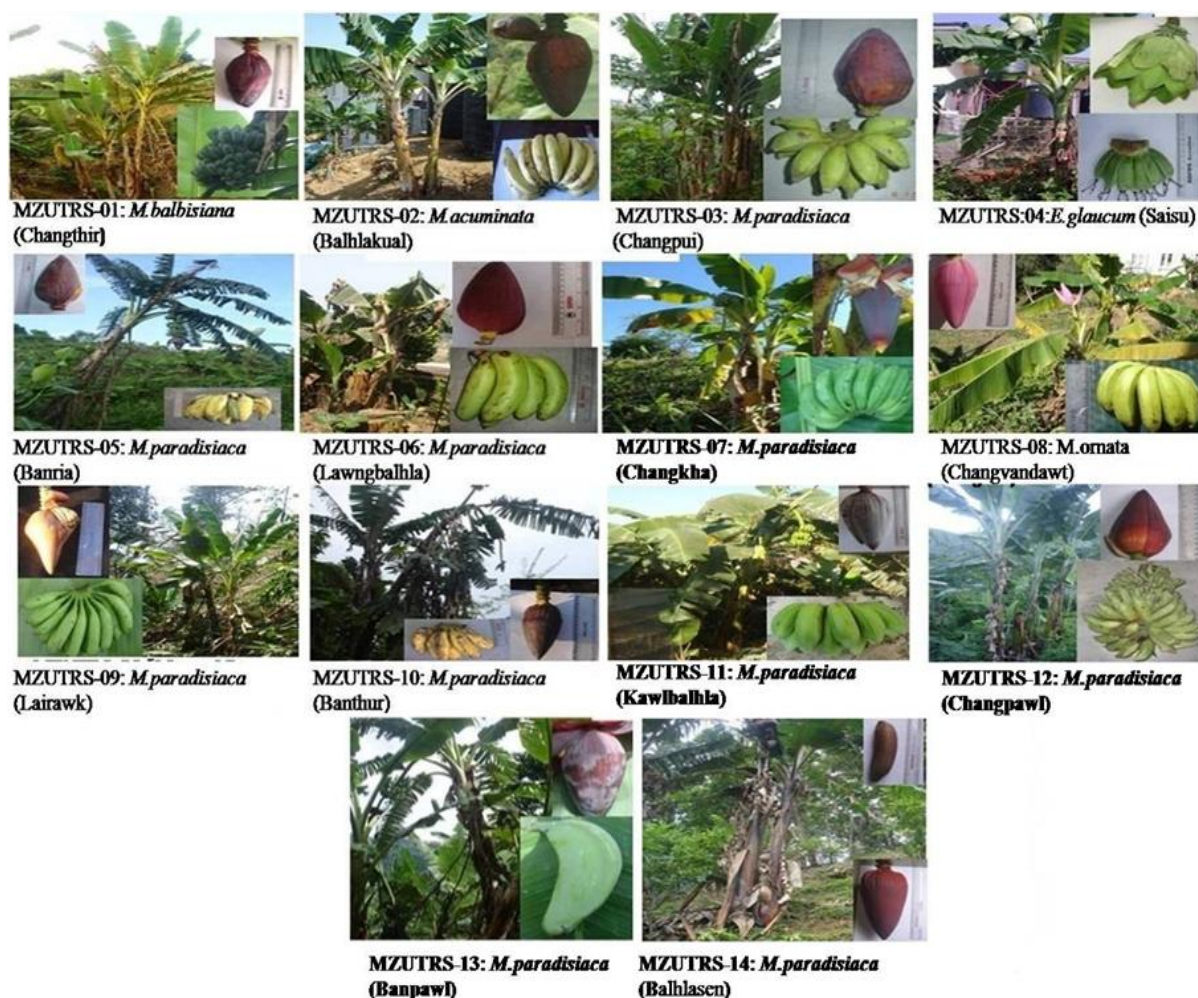 MZUTRS-01: M.balbisiana
(Changthir)
MZUTRS-02: M.acuminata
(Balhlakual)
MZUTRS-03: M.paradisiaca
(Changpui)
MZUTRS:04:E.glaucum (Saisu)
MZUTRS-05: M.paradisiaca
(Banria)
MZUTRS-06: M.paradisiaca
(Lawngbalhla)
MZUTRS-07: M.paradisiaca
(Changkha)
MZUTRS-08: M.ornata
(Changvandawt)
MZUTRS-09: M.paradisiaca
(Lairawk)
MZUTRS-10: M.paradisiaca
(Banthur)
MZUTRS-11: M.paradisiaca
(Kawlbalhla)
MZUTRS-12: M.paradisiaca
(Changpawl)
MZUTRS-13: M.paradisiaca
(Banpawl)
MZUTRS-14: M.paradisiaca
(Balhlasen)